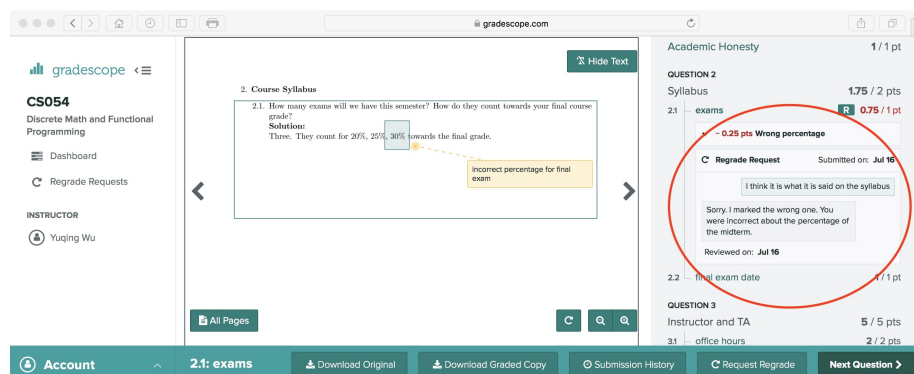 gradescope.com
gradescope
CS054
Discrete Math and Functional
Programming
Dashboard
Regrade Requests
INSTRUCTOR
Yuqing Wu
Hide Text
2. Course Syllabus
2.1. How many exams will we have this semester? How do they count towards your final course
grade?
Solution:
Three. They count for 20%, 25%, 30% towards the final grade.
Incorrect percentage for final
exam
All Pages
Academic Honesty 1 / 1 pt
QUESTION 2
Syllabus 1.75 / 2 pts
2.1 exams R 0.75 / 1 pt
– 0.25 pts Wrong percentage
Regrade Request Submitted on: Jul 16
I think it is what it is said on the syllabus
Sorry. I marked the wrong one. You
were incorrect about the percentage of
the midterm.
Reviewed on: Jul 16
2.2 final exam date 1 / 1 pt
QUESTION 3
Instructor and TA 5 / 5 pts
3.1 office hours 2 / 2 pts
Account
2.1: exams
Download Original
Download Graded Copy
Submission History
Request Regrade
Next Question